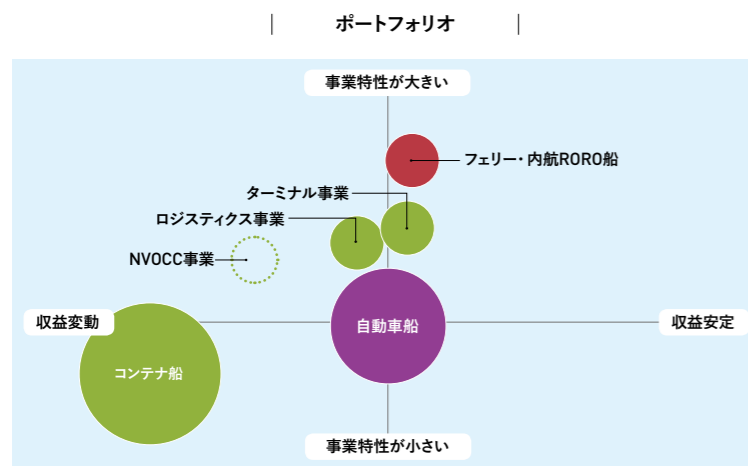 ポートフォリオ
事業特性が大きい
フェリー・内航RORO船
ターミナル事業
ロジスティクス事業
NVOCC事業
収益変動
自動車船
収益安定
コンテナ船
事業特性が小さい